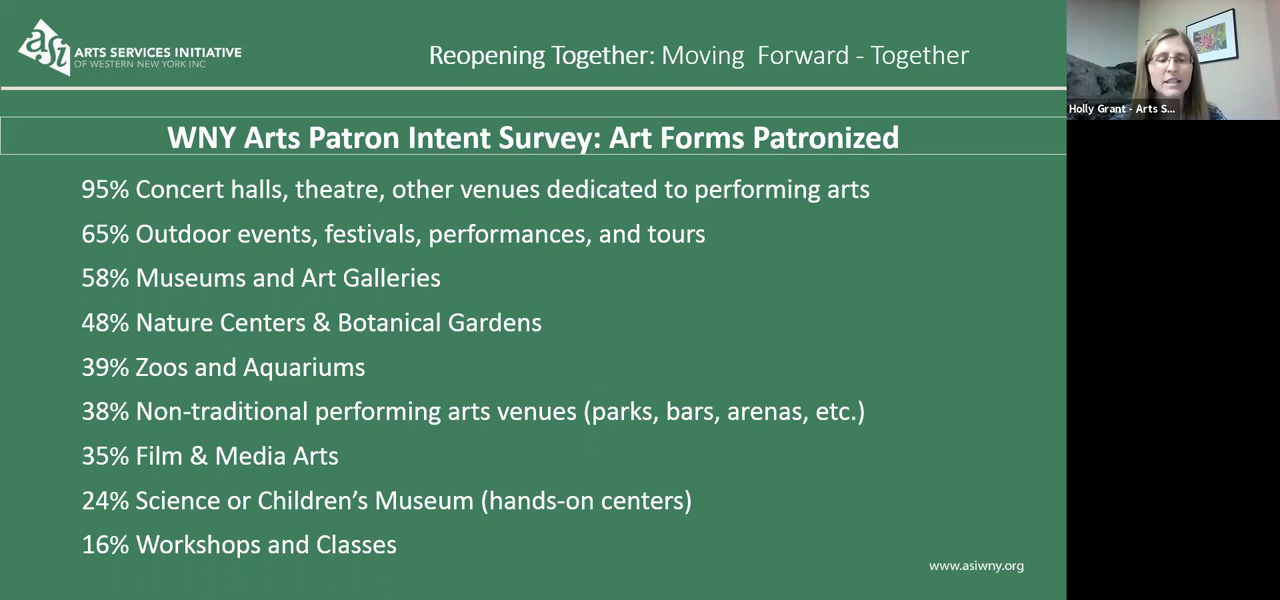 asi
ARTS SERVICES INITIATIVE
OF WESTERN NEW YORK INC
Reopening Together: Moving Forward - Together
Holly Grant - Arts S...
WNY Arts Patron Intent Survey: Art Forms Patronized
95% Concert halls, theatre, other venues dedicated to performing arts
65% Outdoor events, festivals, performances, and tours
58% Museums and Art Galleries
48% Nature Centers & Botanical Gardens
39% Zoos and Aquariums
38% Non-traditional performing arts venues (parks, bars, arenas, etc.)
35% Film & Media Arts
24% Science or Children’s Museum (hands-on centers)
16% Workshops and Classes
www.asiwny.org